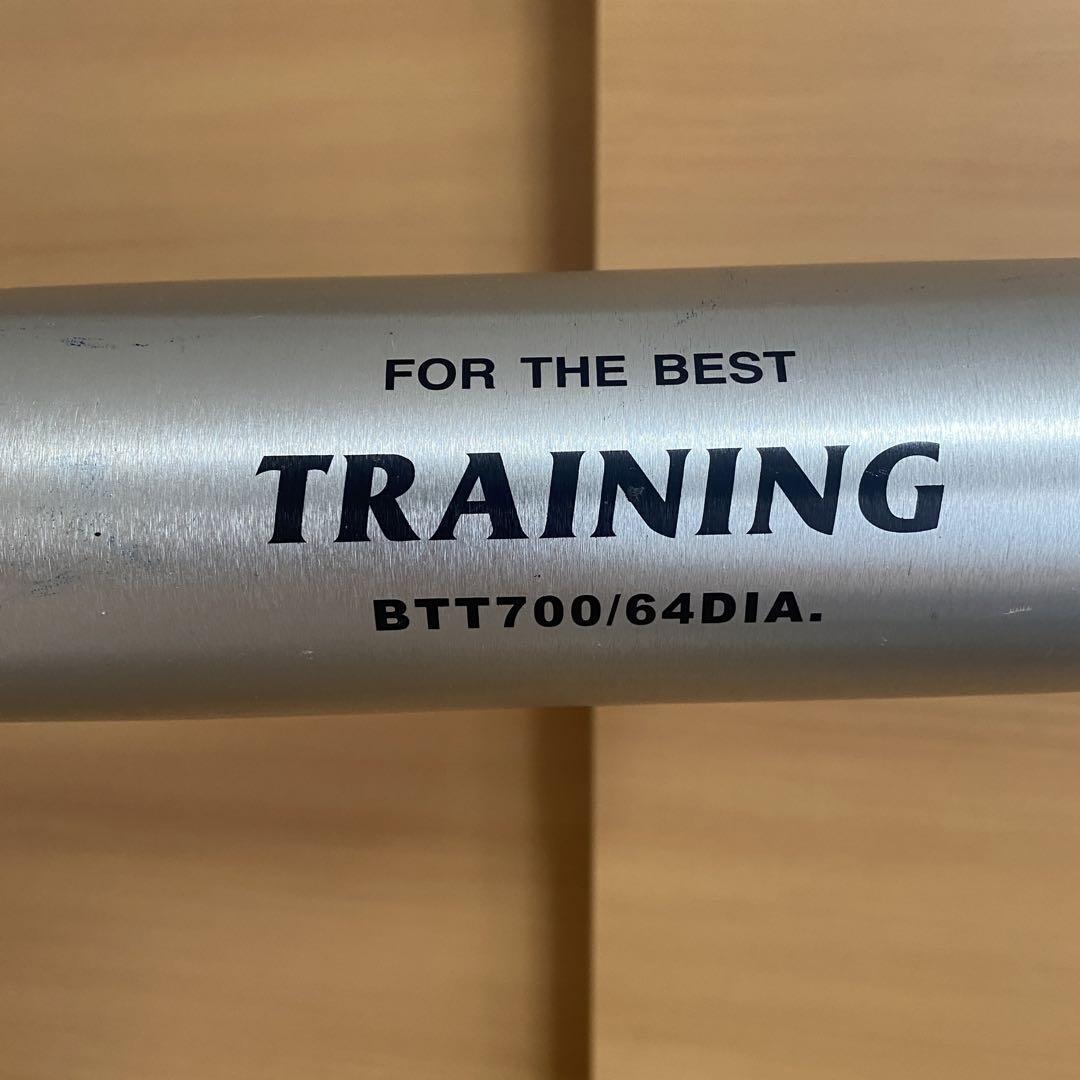 FOR THE BEST
TRAINING
BTT700/64DIA.